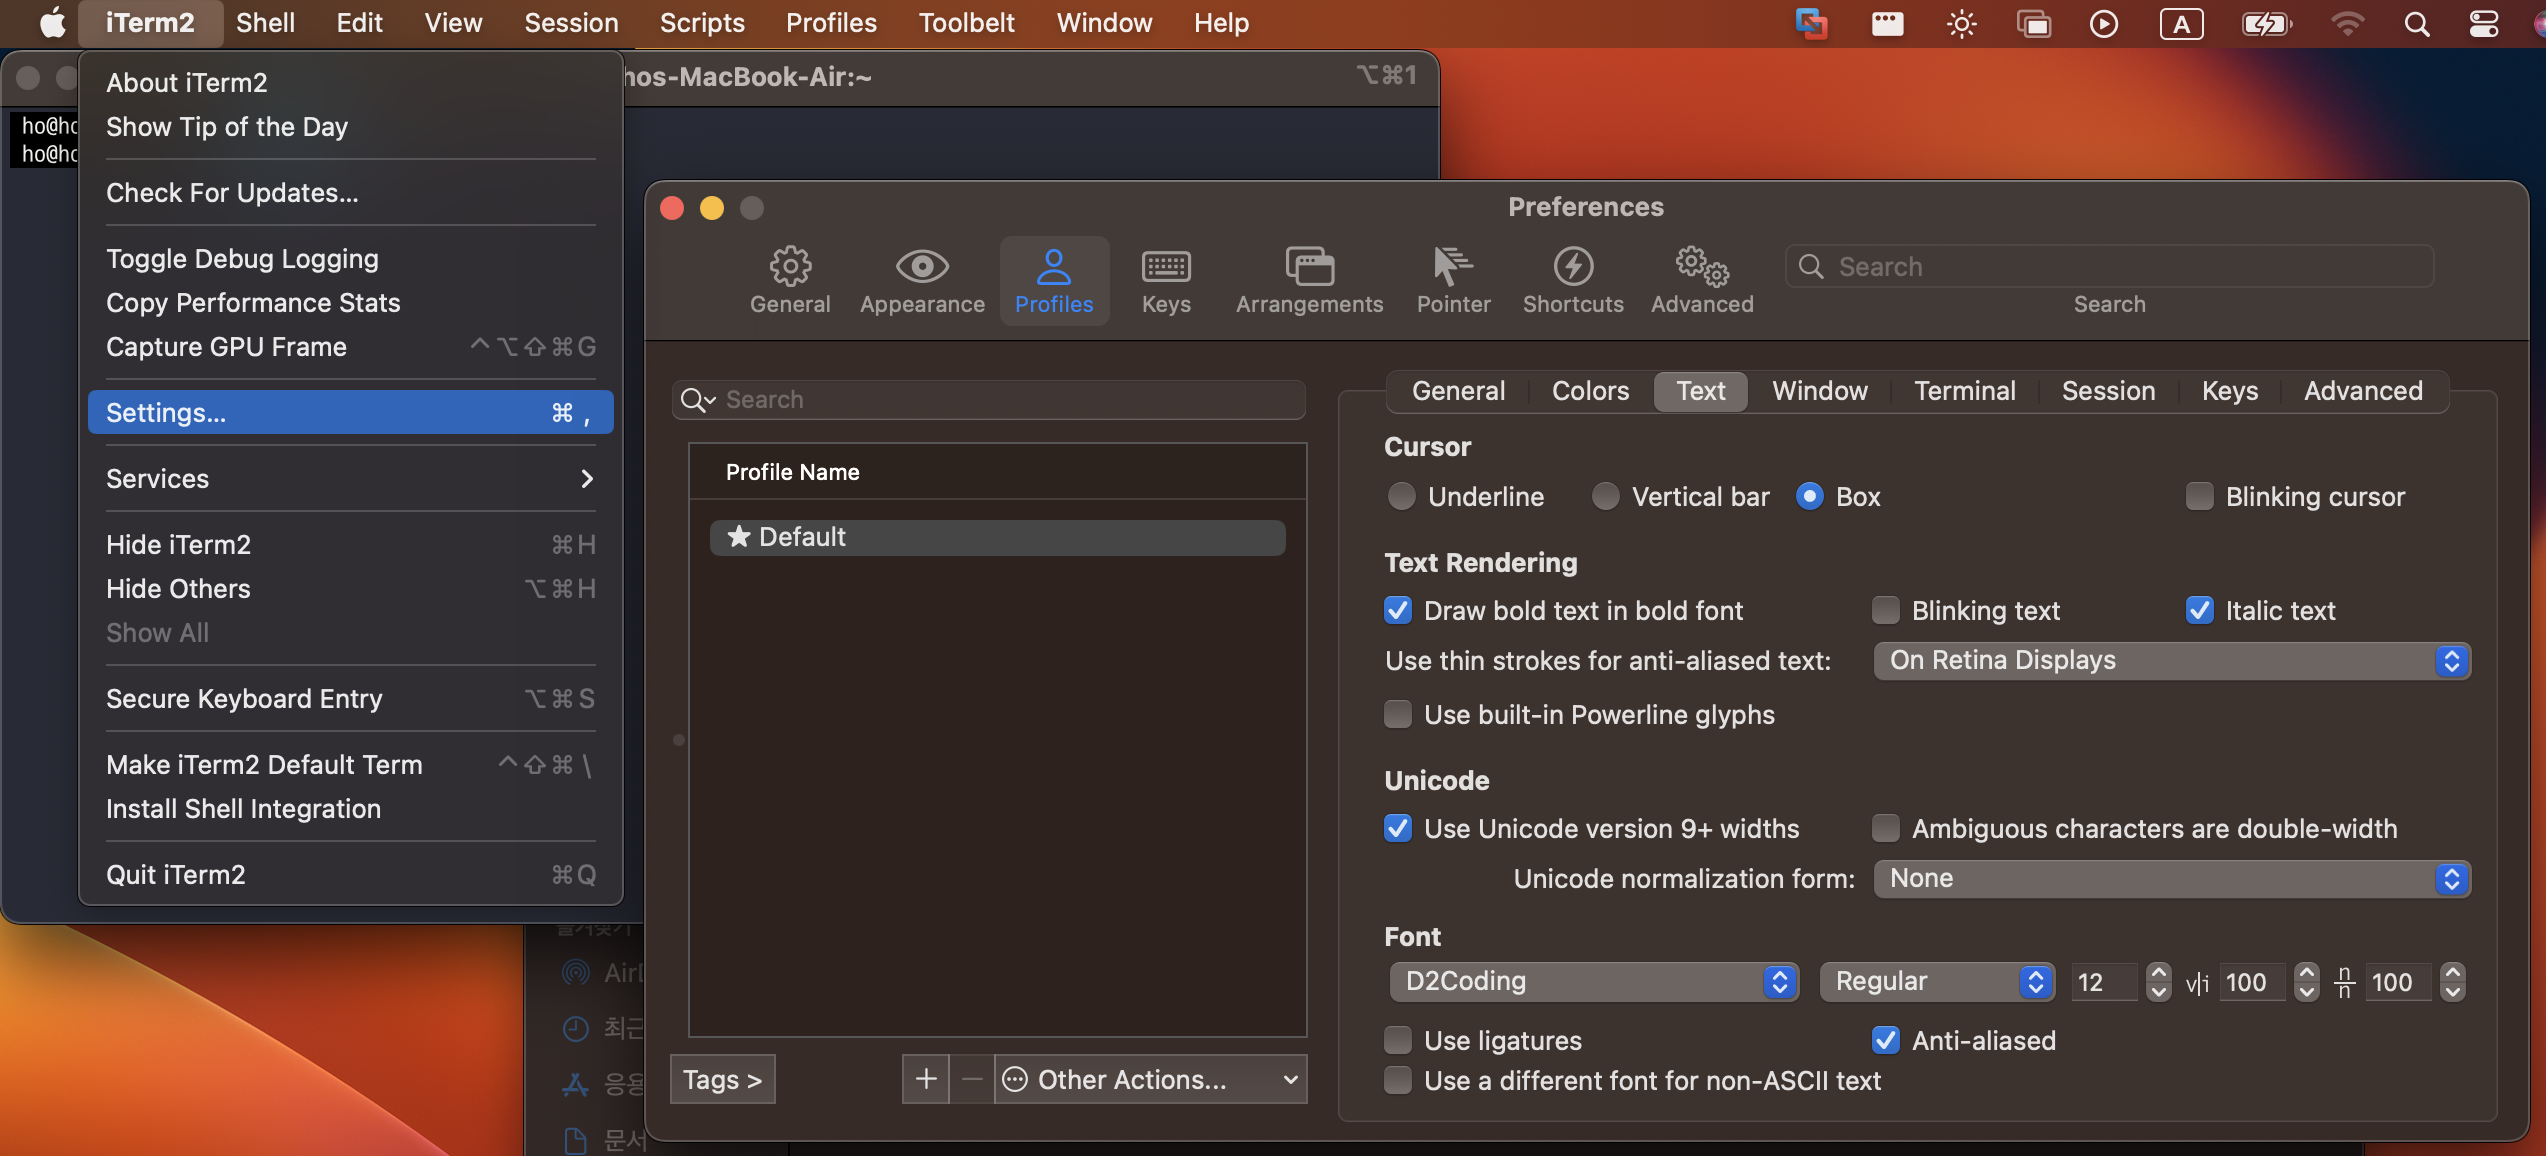 iTerm2 Shell Edit View Session Scripts Profiles Toolbelt Window Help A
hos-MacBook-Air:~ ⌥⌘1
ho@ho
ho@ho
About iTerm2
Show Tip of the Day
Check For Updates...
Toggle Debug Logging
Copy Performance Stats
Capture GPU Frame ^⌥⇧⌘G
Settings... ⌘ ,
Services
Hide iTerm2 ⌘H
Hide Others ⌥⌘H
Show All
Secure Keyboard Entry ⌥⌘S
Make iTerm2 Default Term ^⇧⌘\
Install Shell Integration
Quit iTerm2 ⌘Q
즐겨찾기
AirD
최근
응용
문서
Preferences
General Appearance Profiles Keys Arrangements Pointer Shortcuts Advanced Search
Search
Search
Profile Name
★ Default
Tags >
+ − Other Actions...
General Colors Text Window Terminal Session Keys Advanced
Cursor
Underline Vertical bar Box Blinking cursor
Text Rendering
Draw bold text in bold font Blinking text Italic text
Use thin strokes for anti-aliased text: On Retina Displays
Use built-in Powerline glyphs
Unicode
Use Unicode version 9+ widths Ambiguous characters are double-width
Unicode normalization form: None
Font
D2Coding Regular 12 v|i 100 n/n 100
Use ligatures Anti-aliased
Use a different font for non-ASCII text